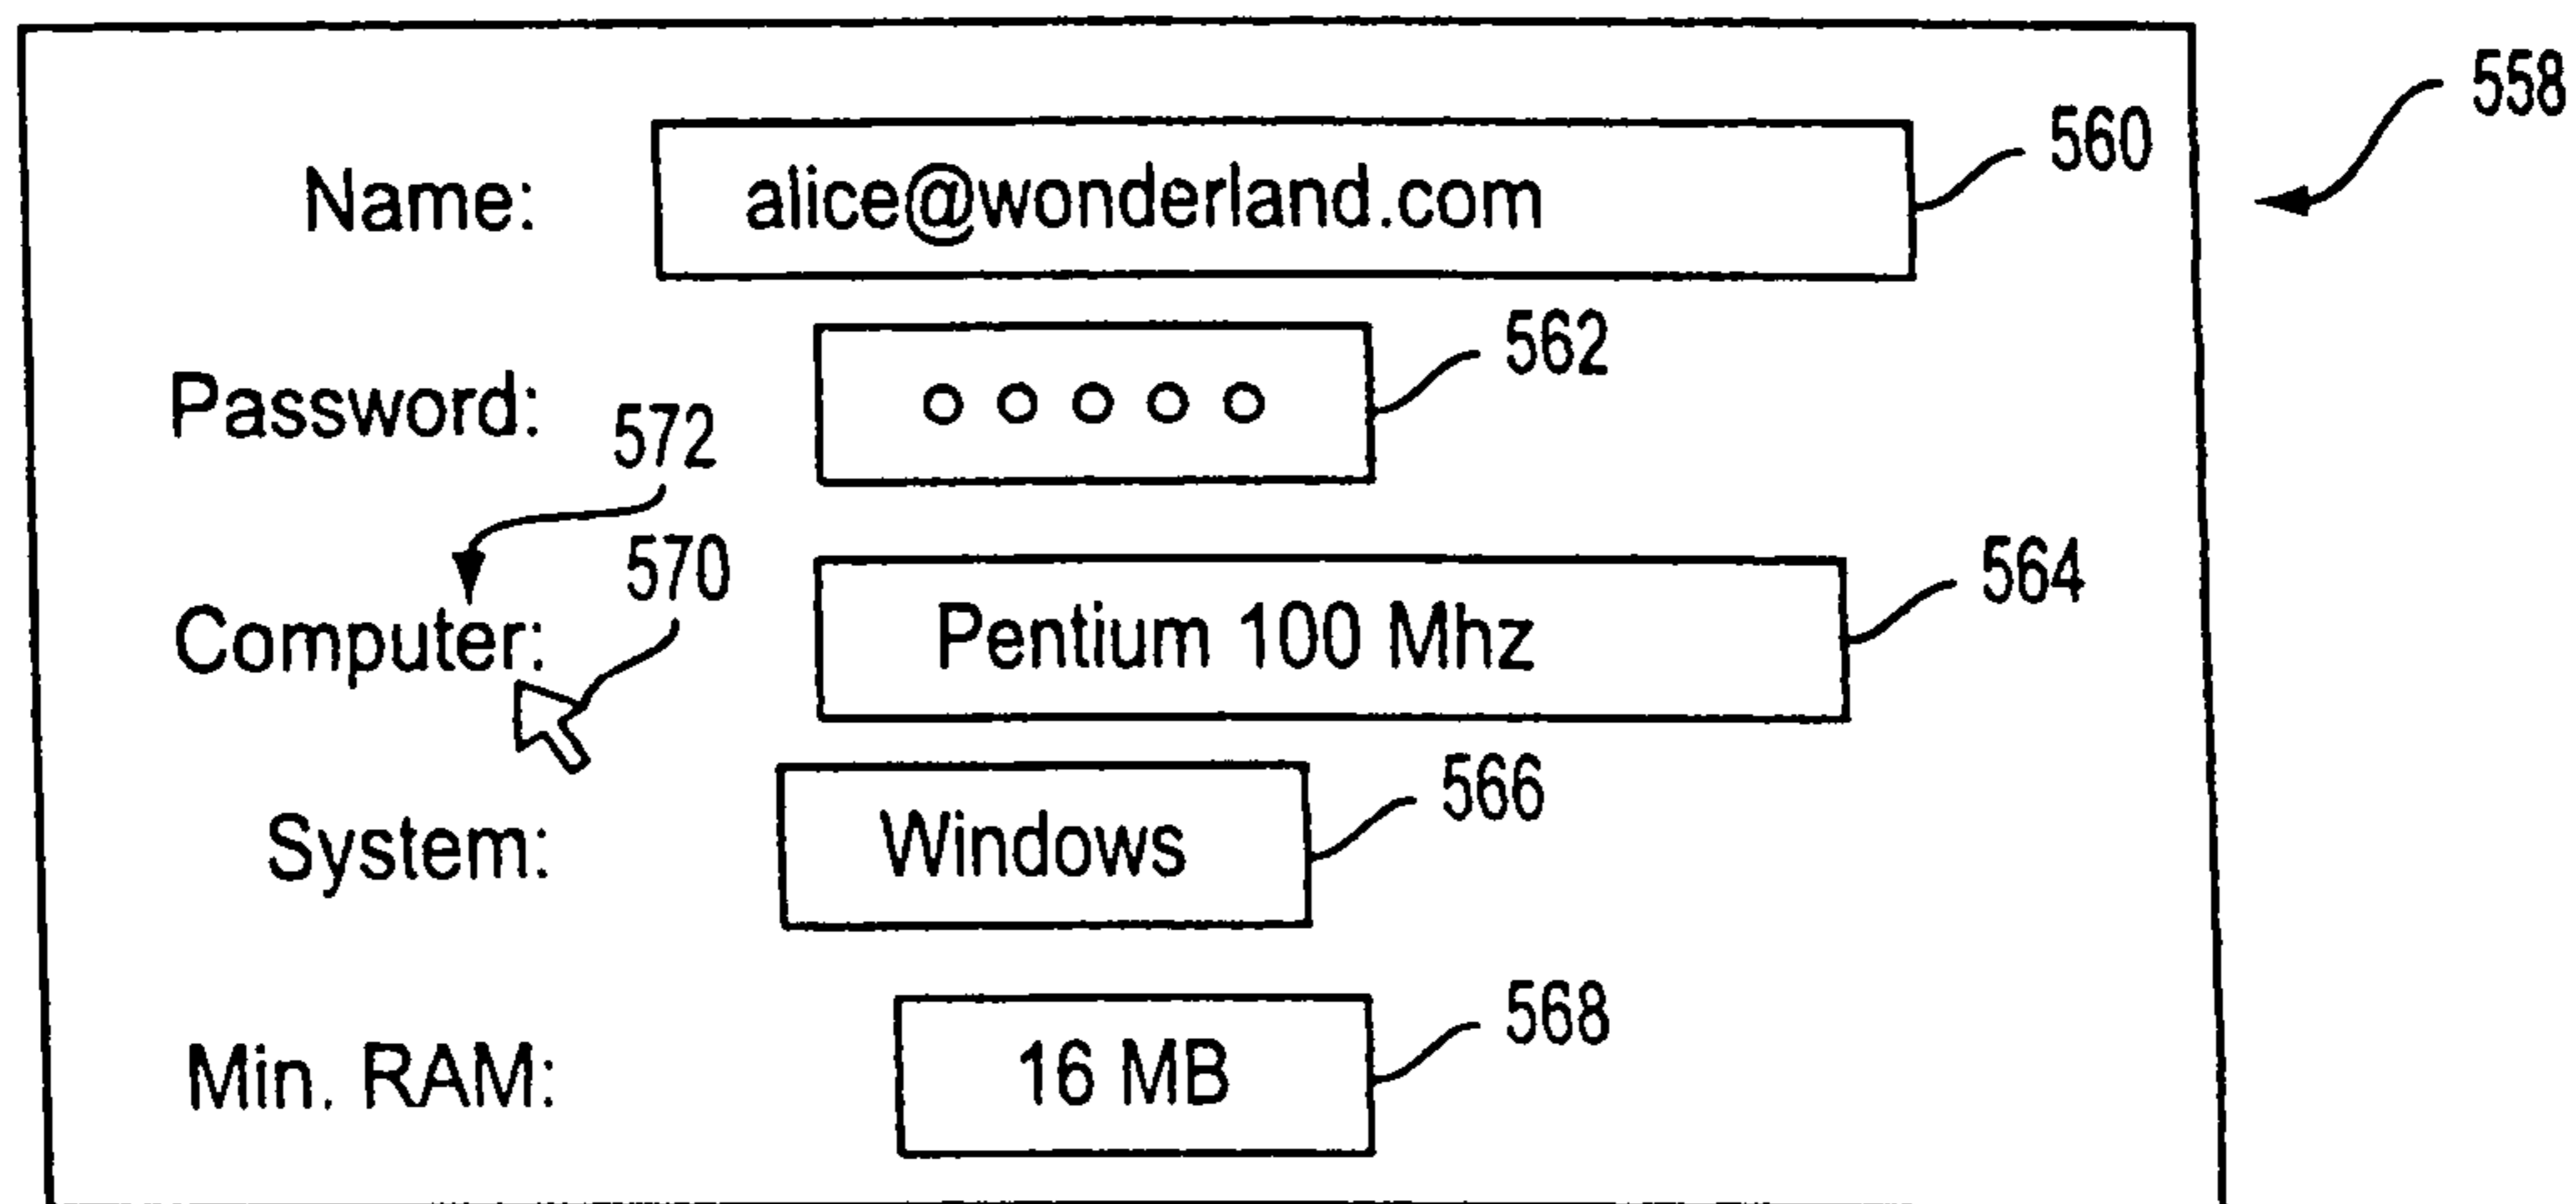 558
Name: alice@wonderland.com 560
Password: ooooo 562
572
570
Computer: Pentium 100 Mhz 564
System: Windows 566
Min. RAM: 16 MB 568